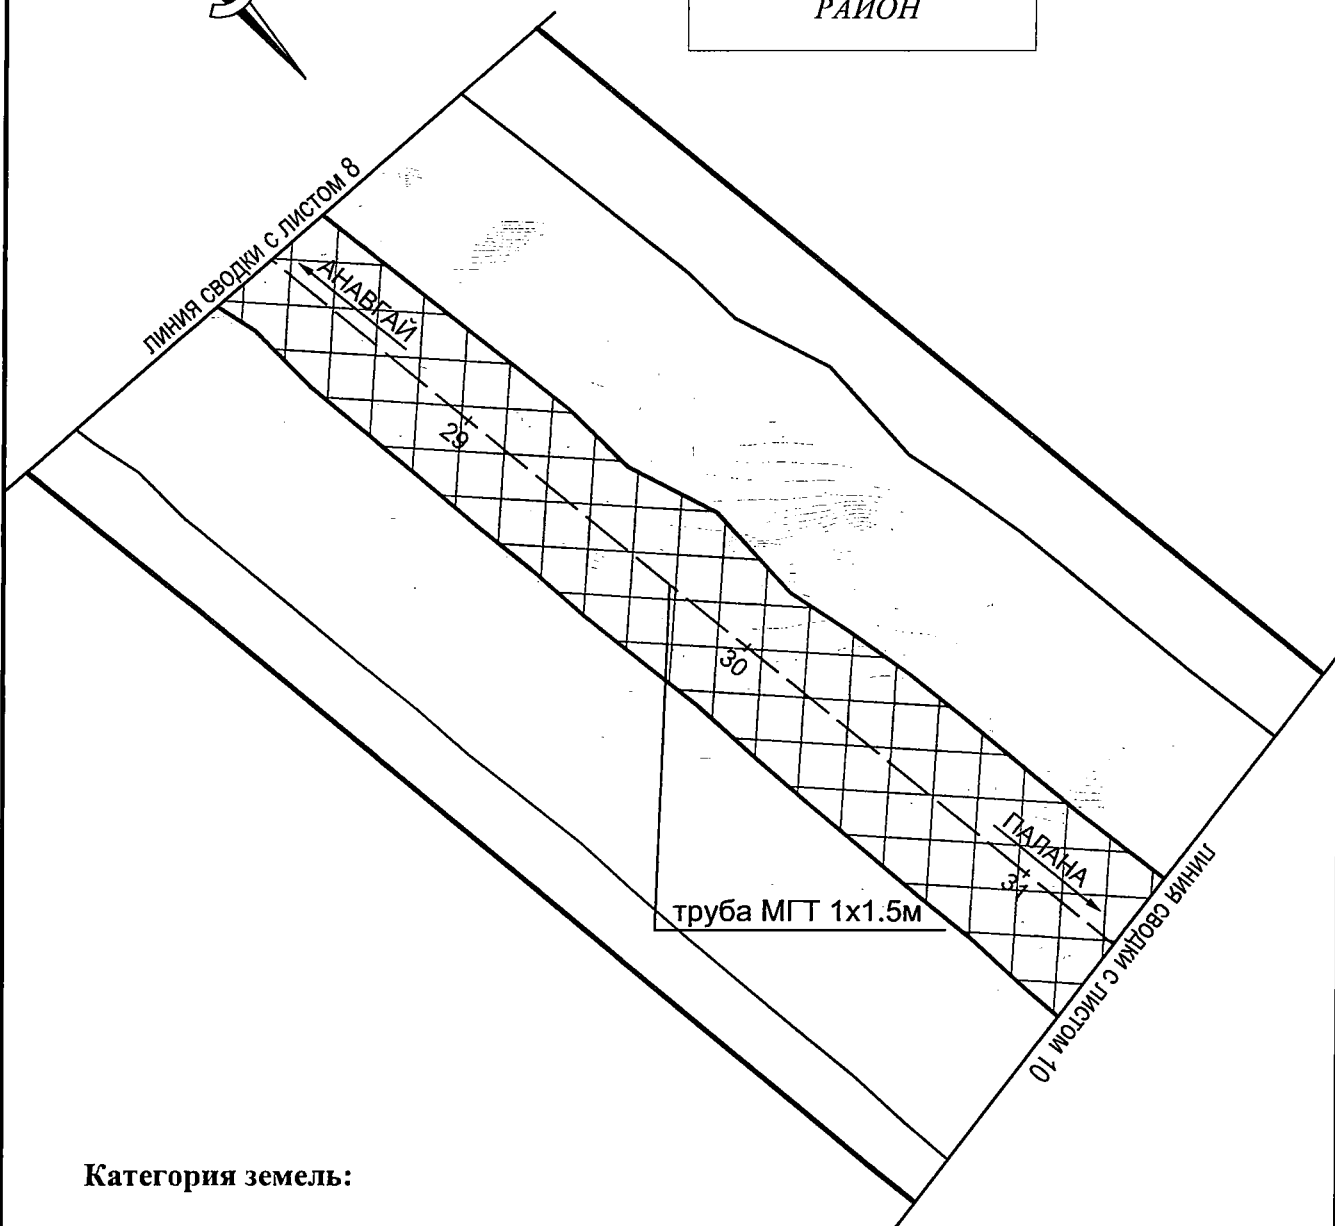 РАЙОН
ЛИНИЯ СВОДКИ С ЛИСТОМ 8
АНАВГАЙ
29
30
ПАЛАНА
31
труба МГТ 1х1.5м
ЛИНИЯ СВОДКИ С ЛИСТОМ 10
Категория земель: